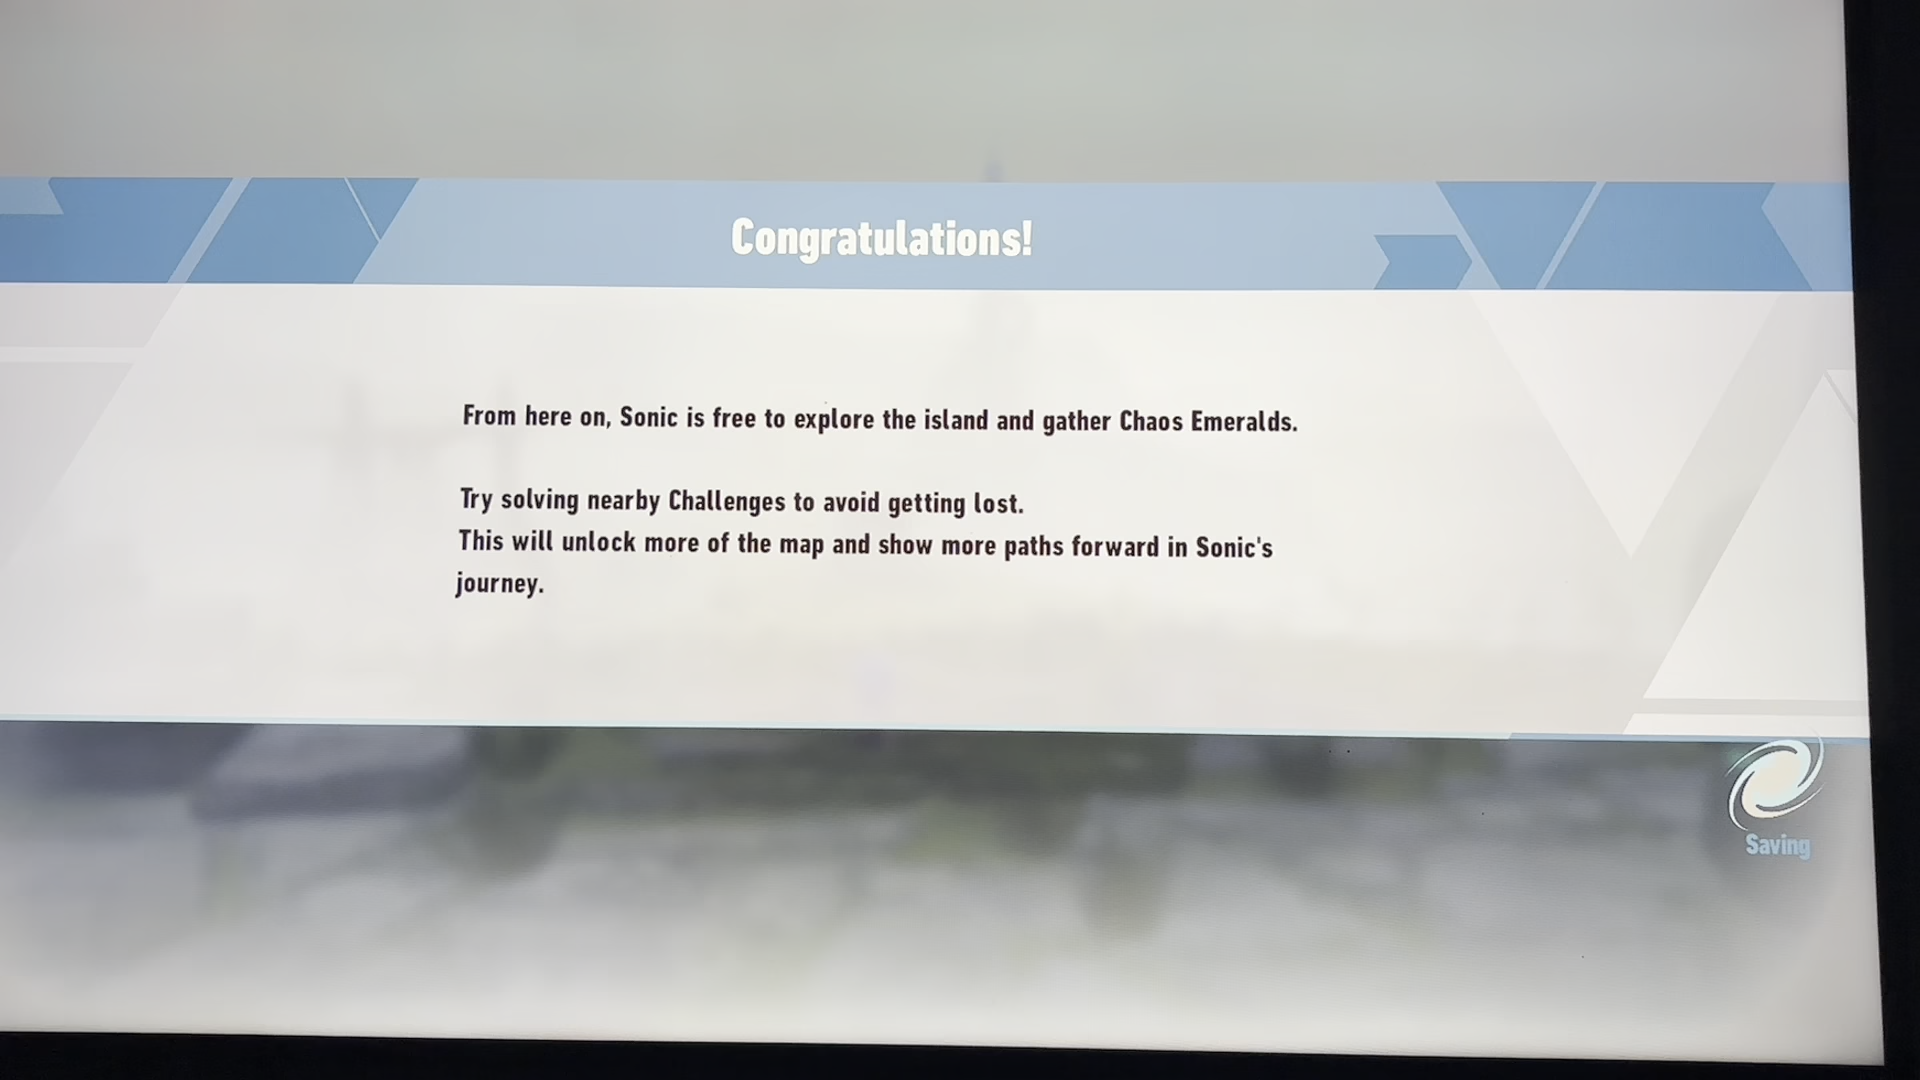 Congratulations!
From here on, Sonic is free to explore the island and gather Chaos Emeralds.
Try solving nearby Challenges to avoid getting lost.
This will unlock more of the map and show more paths forward in Sonic's
journey.
Saving